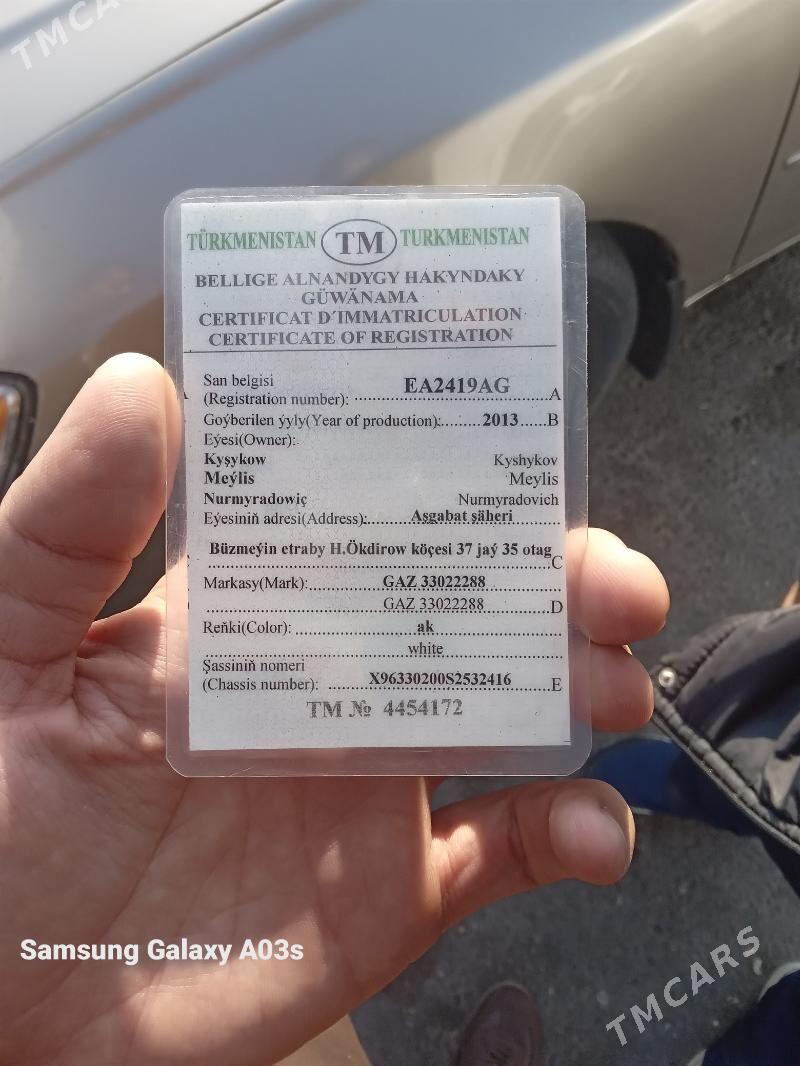 TMCARS
TÜRKMENISTAN TM TURKMENISTAN
BELLIGE ALNANDYGY HAKYNDAKY
GÜWÄNAMA
CERTIFICAT D'IMMATRICULATION
CERTIFICATE OF REGISTRATION
San belgisi
(Registration number): EA2419AG A
Goýberilen ýyly(Year of production): 2013 B
Eýesi(Owner):
Kyşykow Kyshykov
Meýlis Meylis
Nurmyradowiç Nurmyradovich
Eýesiniň adresi(Address): Aşgabat şäheri
Büzmeýin etraby H.Ökdirow köçesi 37 jaý 35 otag C
Markasy(Mark): GAZ 33022288
GAZ 33022288 D
Reňki(Color): ak
white
Şassiniň nomeri
(Chassis number): X96330200S2532416 E
TM № 4454172
Samsung Galaxy A03s
TMCARS